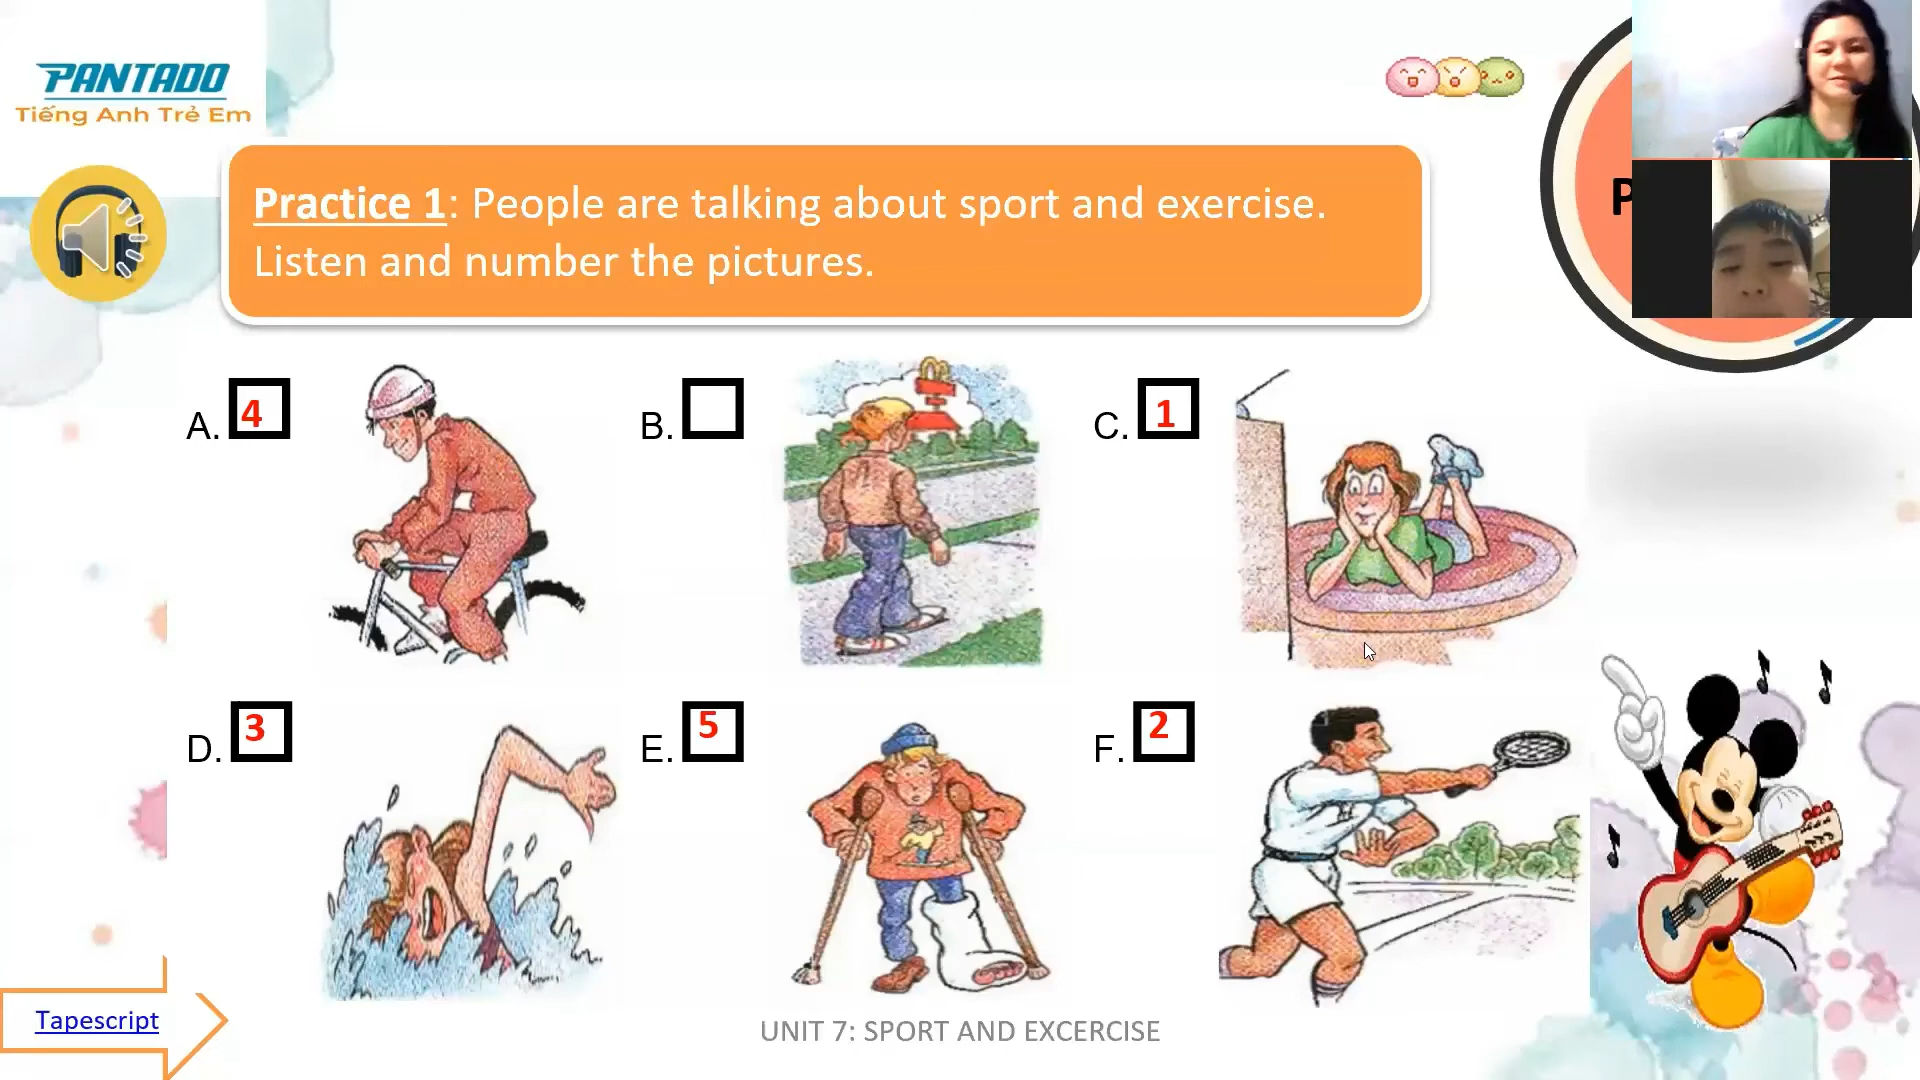 PANTADO
Tiếng Anh Trẻ Em
Practice 1: People are talking about sport and exercise.
Listen and number the pictures.
P
A. 4
B.
C. 1
D. 3
E. 5
F. 2
Tapescript
UNIT 7: SPORT AND EXCERCISE